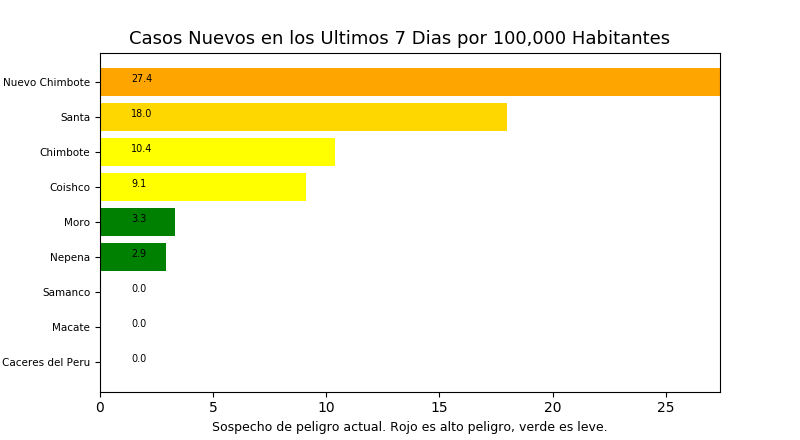 Casos Nuevos en los Ultimos 7 Dias por 100,000 Habitantes
Nuevo Chimbote 27.4
Santa 18.0
Chimbote 10.4
Coishco 9.1
Moro 3.3
Nepena 2.9
Samanco 0.0
Macate 0.0
Caceres del Peru 0.0
0 5 10 15 20 25
Sospecho de peligro actual. Rojo es alto peligro, verde es leve.